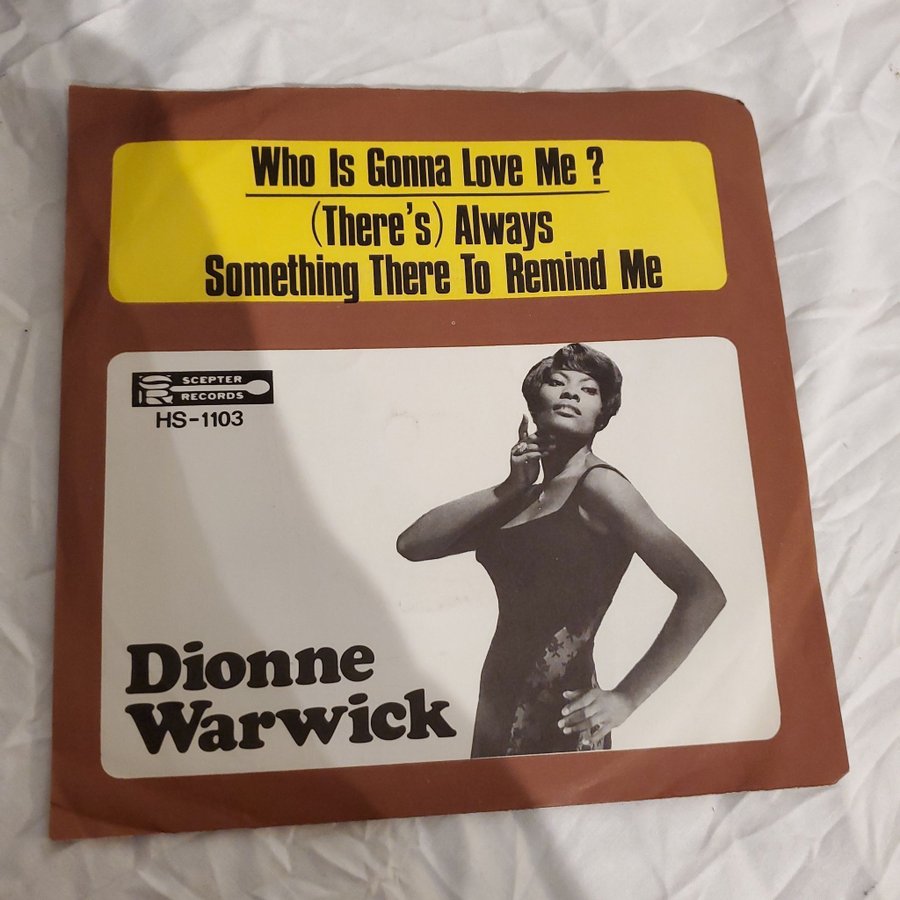 Who Is Gonna Love Me?
(There's) Always
Something There To Remind Me
SCEPTER
RECORDS
HS-1103
Dionne
Warwick